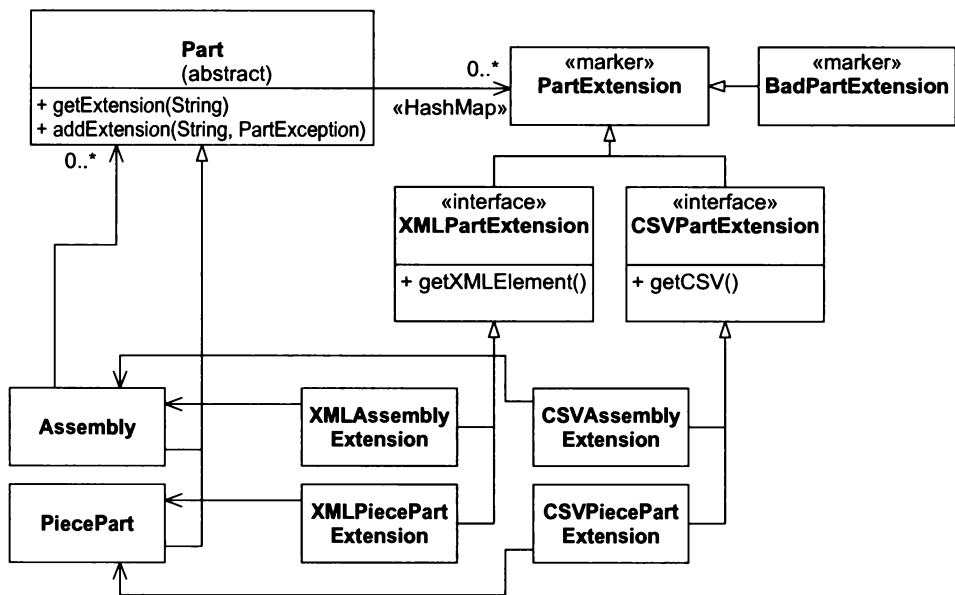 Part
(abstract)
+ getExtension(String)
+ addExtension(String, PartException)
0..*
0..*
«HashMap»
«marker»
PartExtension
«marker»
BadPartExtension
«interface»
XMLPartExtension
+ getXMLElement()
«interface»
CSVPartExtension
+ getCSV()
Assembly
XMLAssembly
Extension
CSVAssembly
Extension
PiecePart
XMLPiecePart
Extension
CSVPiecePart
Extension